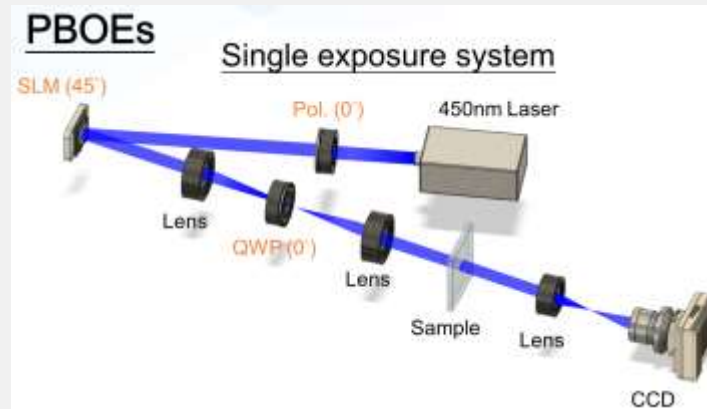 PBOEs
Single exposure system
SLM (45°)
Pol. (0°)
450nm Laser
Lens
QWP (0°)
Lens
Sample
Lens
CCD